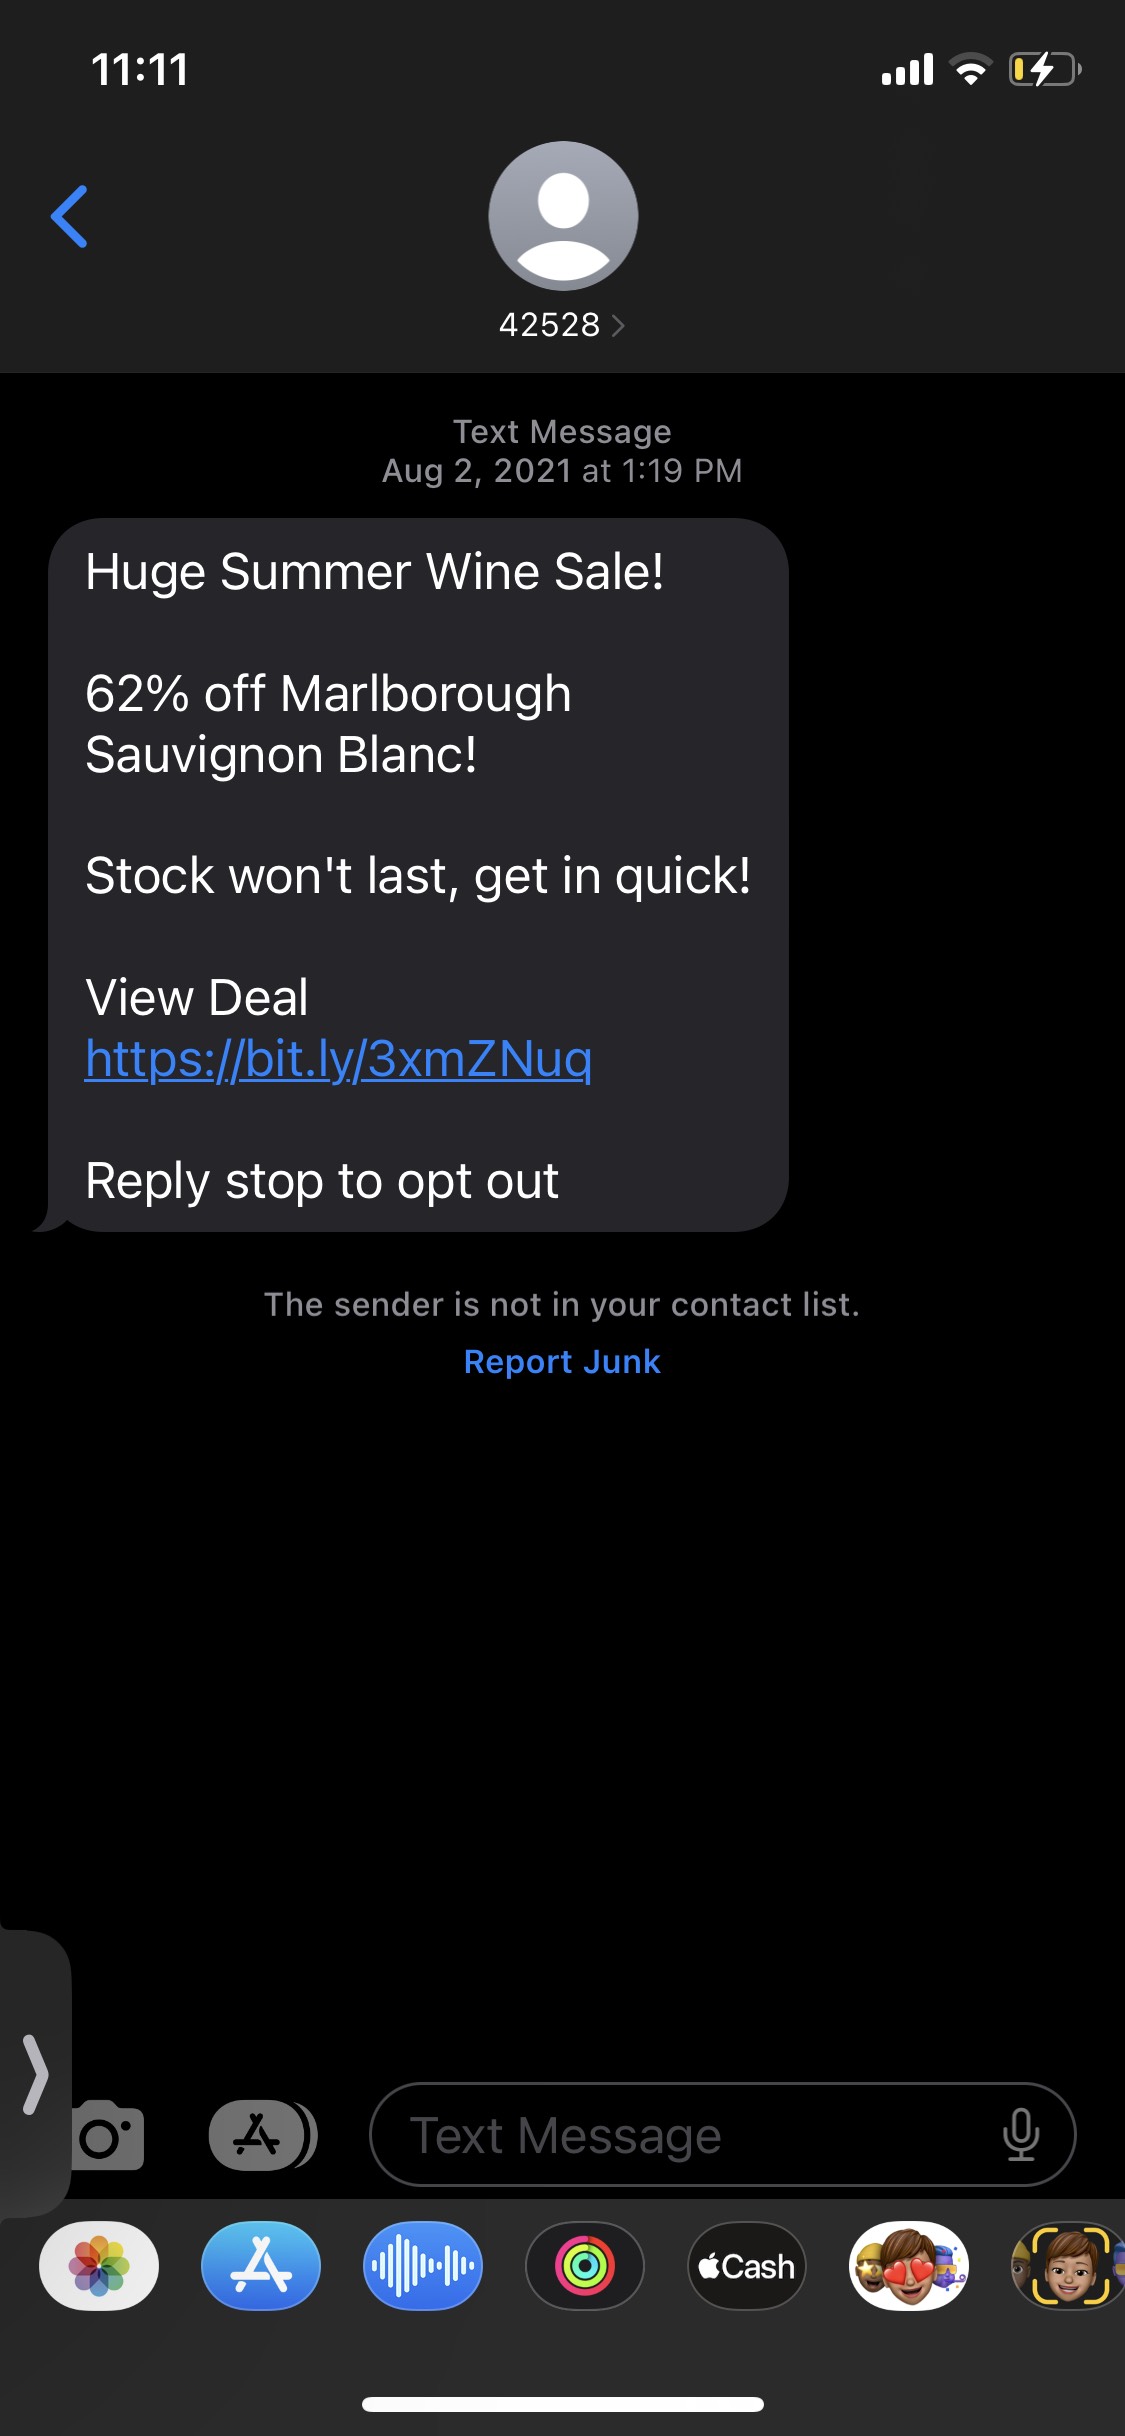 11:11
42528
Text Message
Aug 2, 2021 at 1:19 PM
Huge Summer Wine Sale!
62% off Marlborough
Sauvignon Blanc!
Stock won't last, get in quick!
View Deal
https://bit.ly/3xmZNuq
Reply stop to opt out
The sender is not in your contact list.
Report Junk
Text Message
Cash